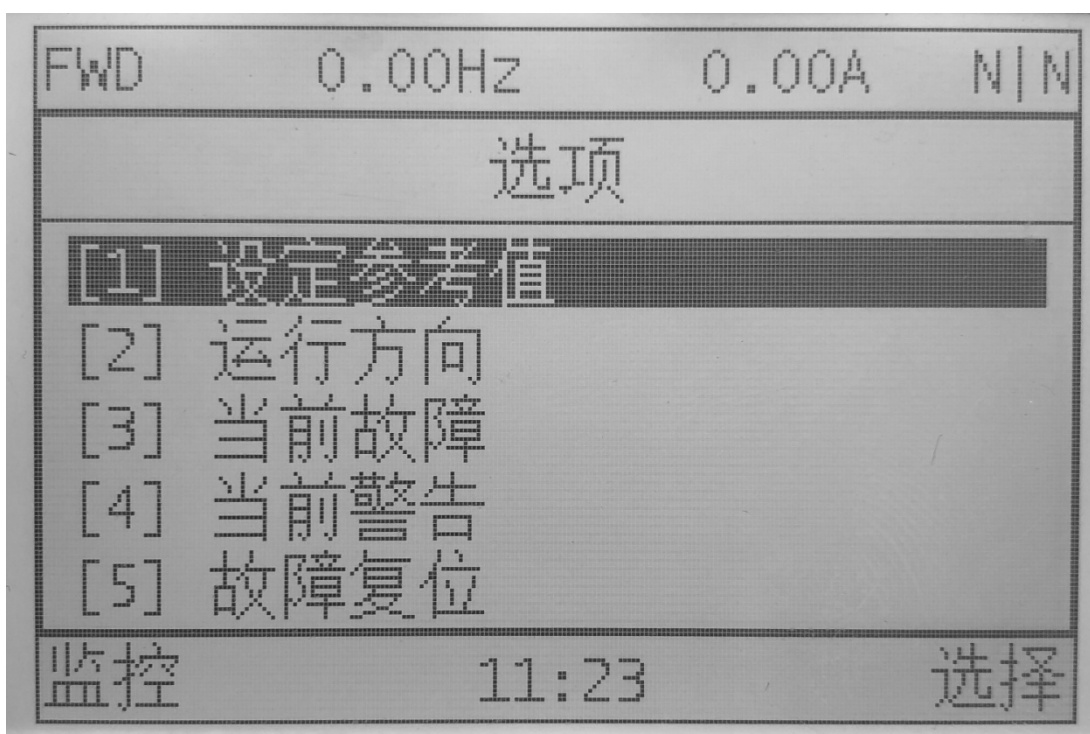 FWD 0.00Hz 0.00A N|N
选项
[1] 设定参考值
[2] 运行方向
[3] 当前故障
[4] 当前警告
[5] 故障复位
监控 11:23 选择